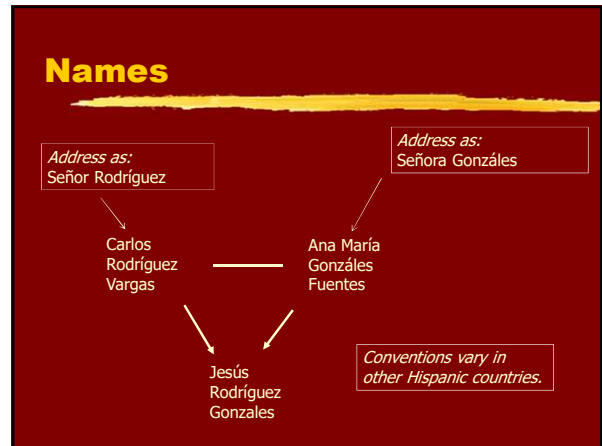 Names
Address as:
Señor Rodríguez
Address as:
Señora Gonzáles
Carlos
Rodríguez
Vargas
Ana María
Gonzáles
Fuentes
Jesús
Rodríguez
Gonzales
Conventions vary in
other Hispanic countries.